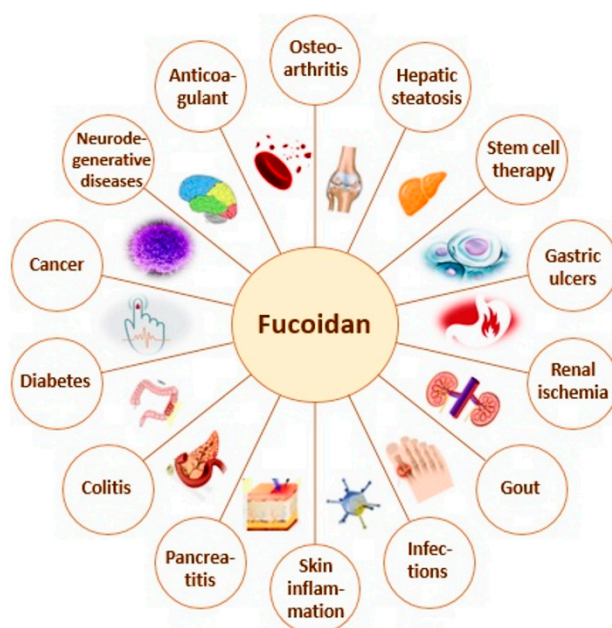 Osteo-
arthritis
Hepatic
steatosis
Stem cell
therapy
Gastric
ulcers
Renal
ischemia
Gout
Infec-
tions
Skin
inflam-
mation
Pancrea-
titis
Colitis
Diabetes
Cancer
Neurode-
generative
diseases
Anticoa-
gulant
Fucoidan